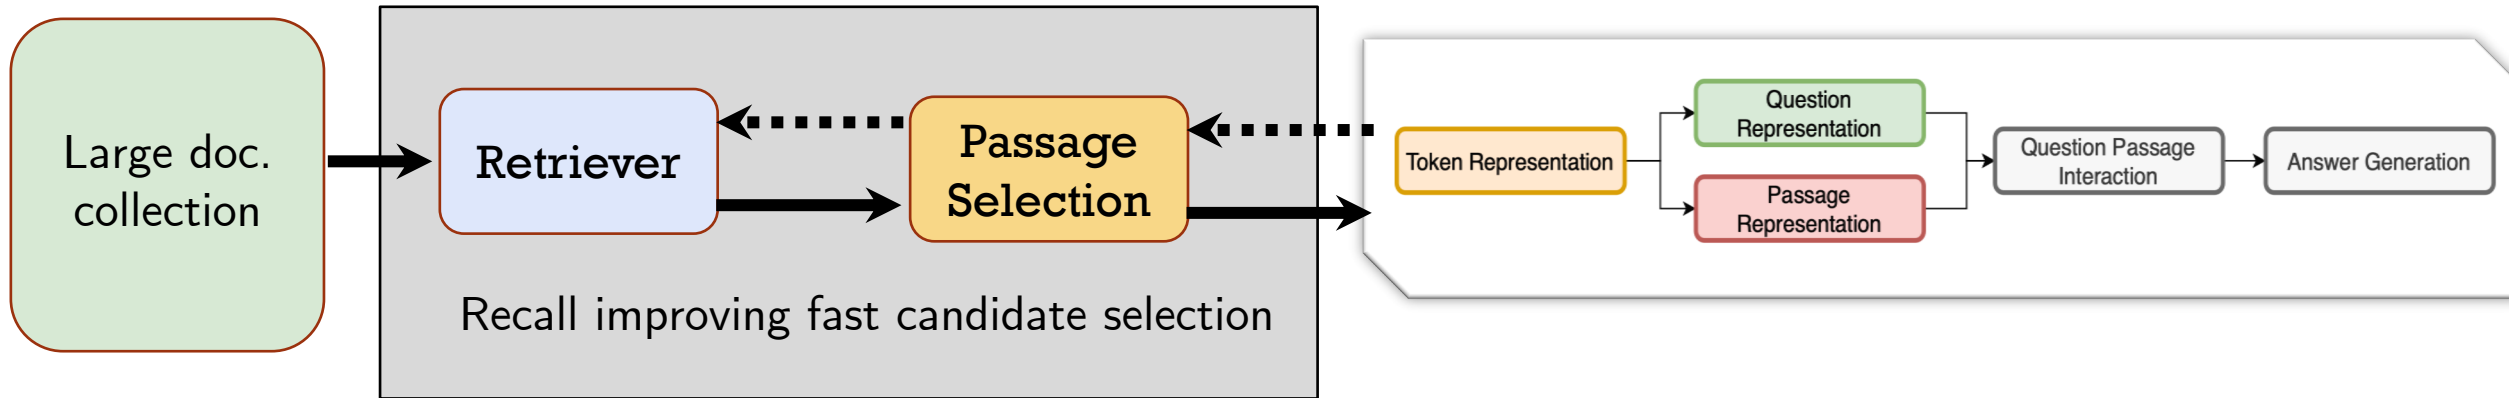 Large doc.
collection
Retriever
Passage
Selection
Recall improving fast candidate selection
Token Representation
Question
Representation
Passage
Representation
Question Passage
Interaction
Answer Generation